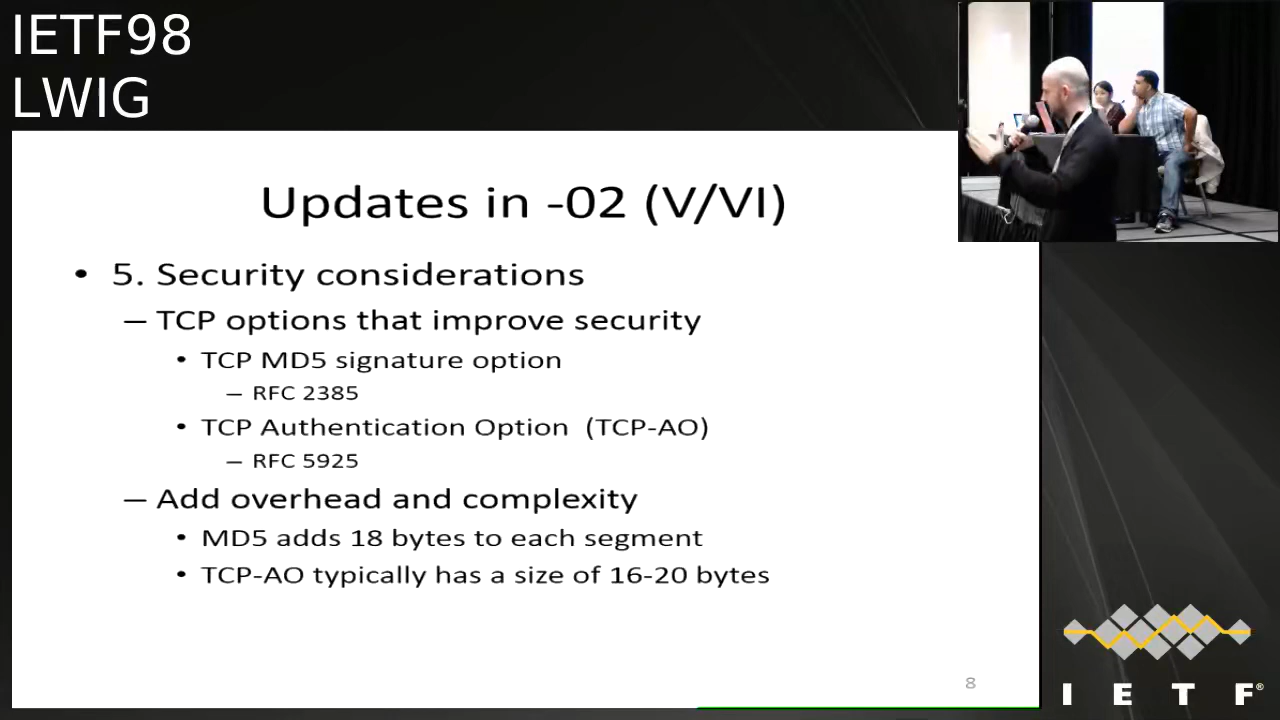 IETF98
LWIG
Updates in -02 (V/VI)
• 5. Security considerations
– TCP options that improve security
• TCP MD5 signature option
– RFC 2385
• TCP Authentication Option (TCP-AO)
– RFC 5925
– Add overhead and complexity
• MD5 adds 18 bytes to each segment
• TCP-AO typically has a size of 16-20 bytes
8
I E T F®